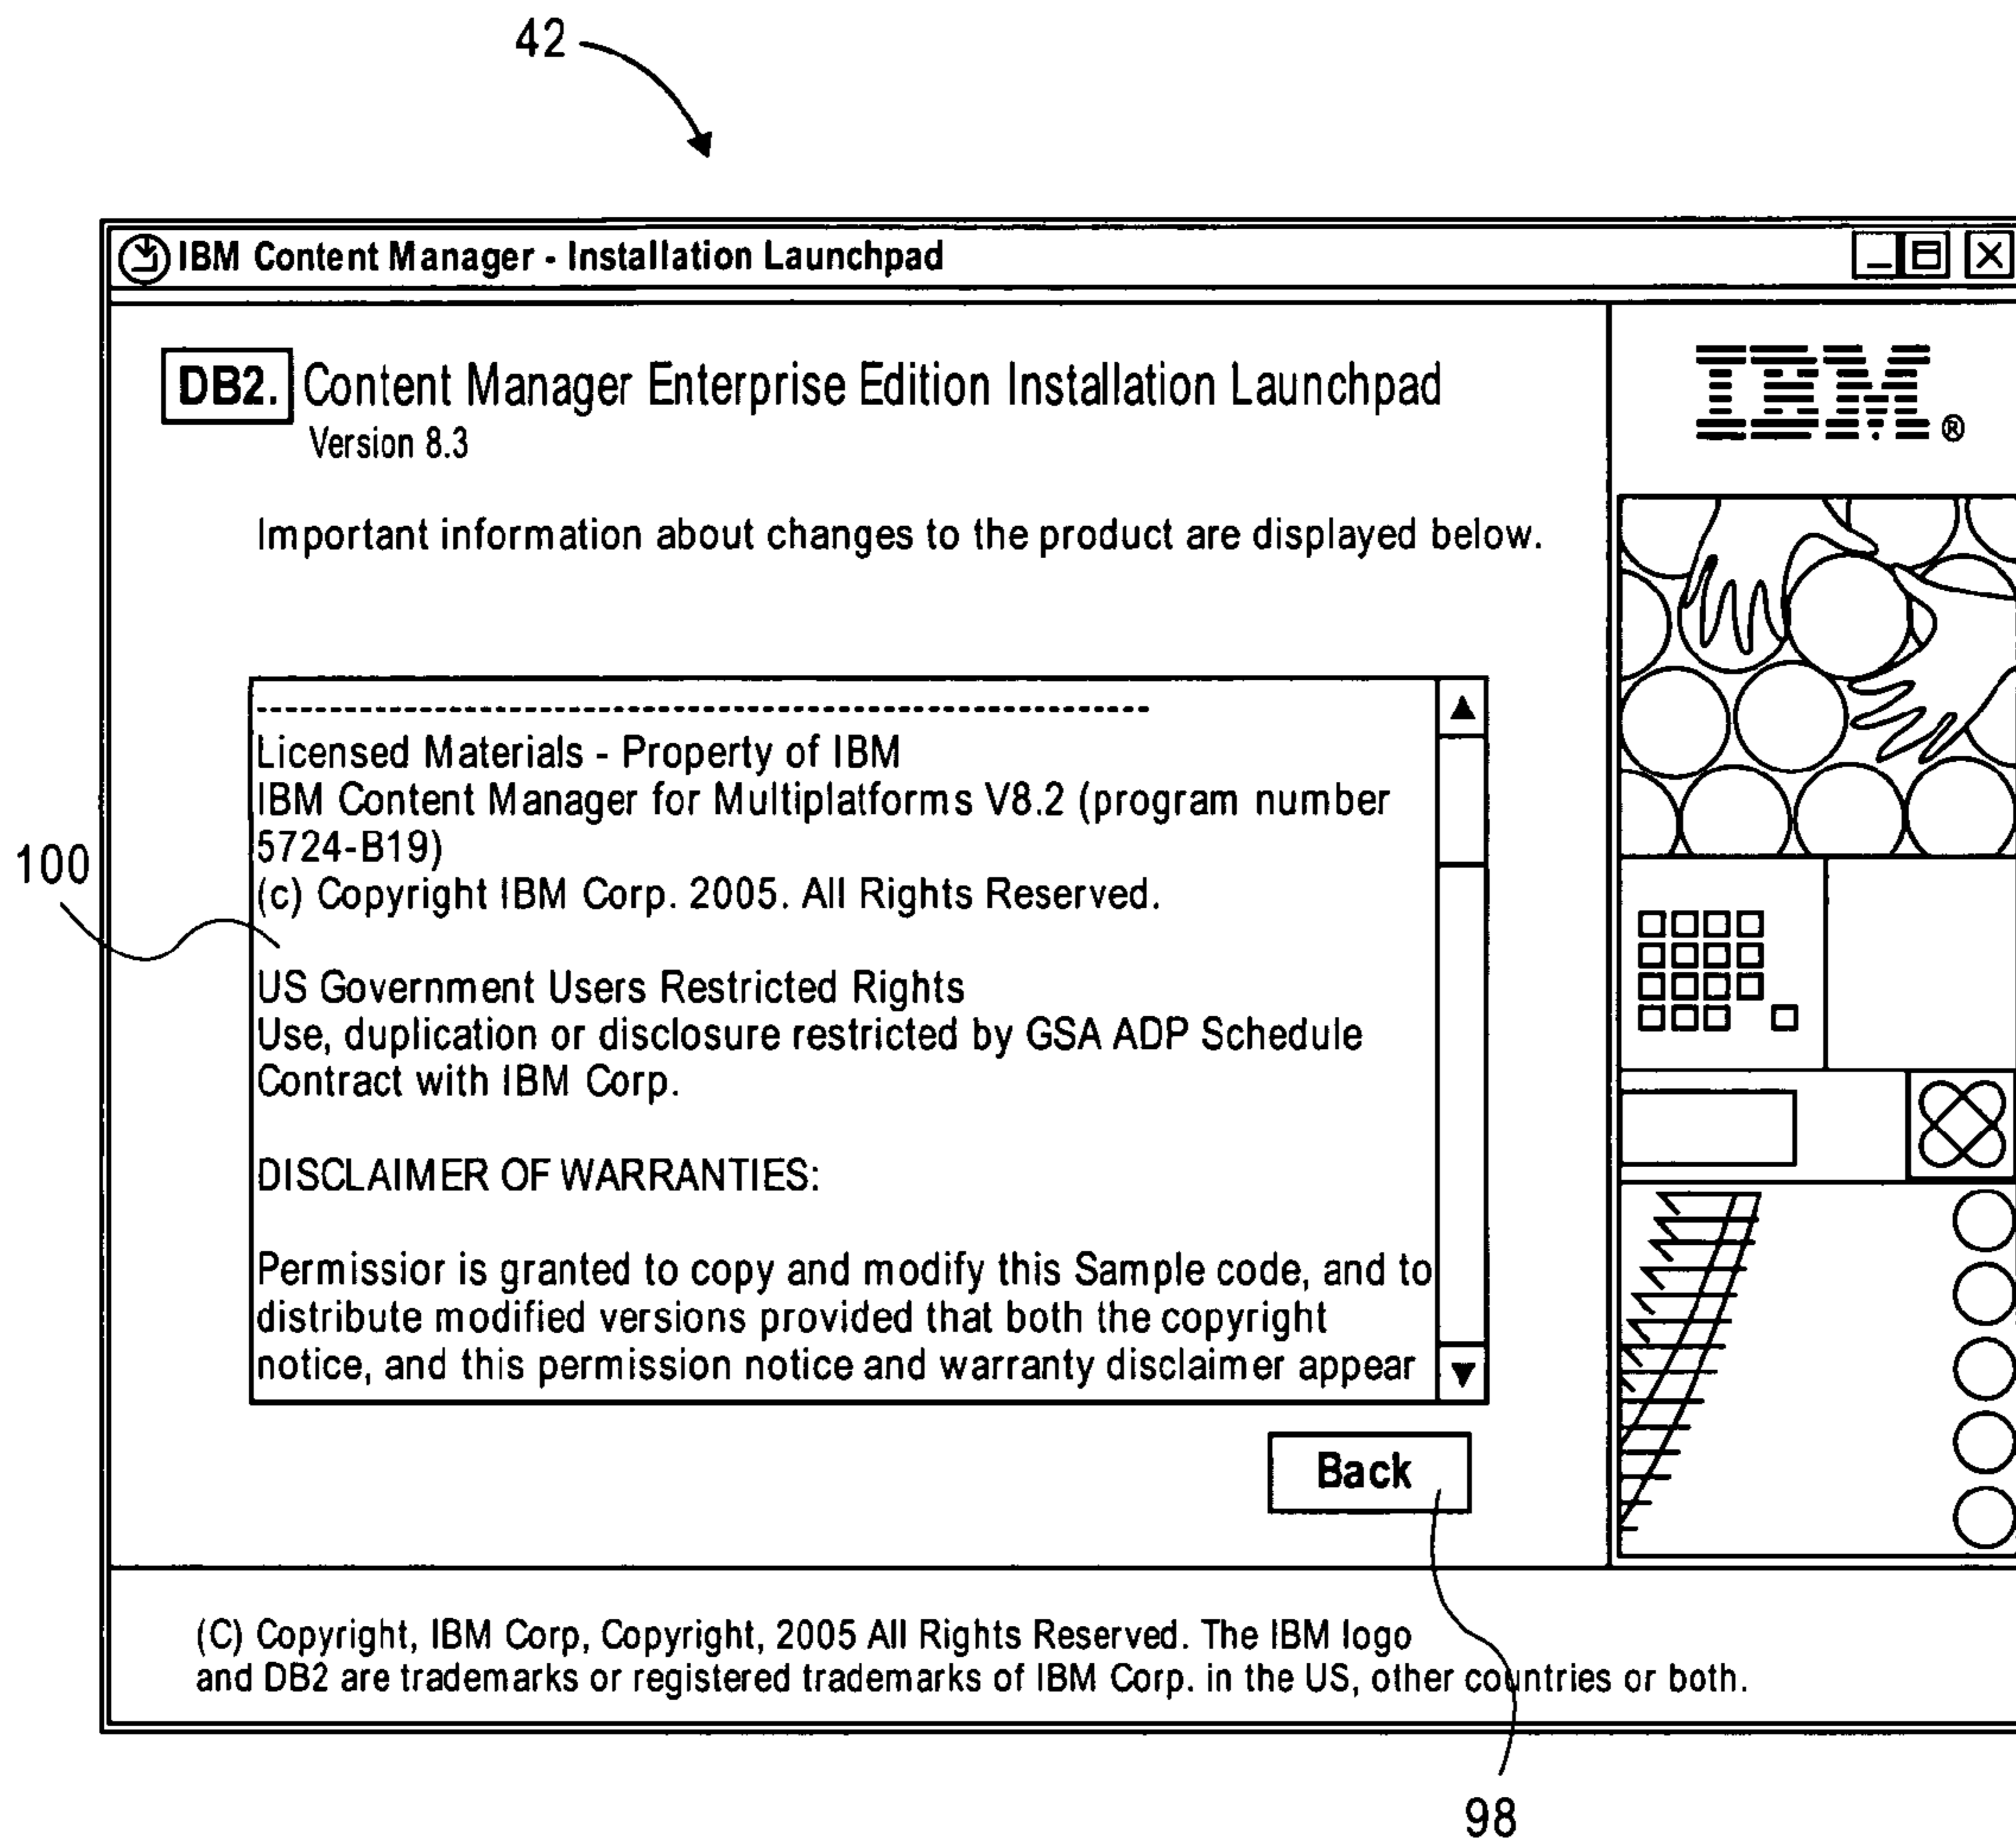 42
IBM Content Manager - Installation Launchpad
DB2. Content Manager Enterprise Edition Installation Launchpad
Version 8.3
IBM®
Important information about changes to the product are displayed below.
------------------------------------------------------------
Licensed Materials - Property of IBM
IBM Content Manager for Multiplatforms V8.2 (program number
5724-B19)
(c) Copyright IBM Corp. 2005. All Rights Reserved.
100
US Government Users Restricted Rights
Use, duplication or disclosure restricted by GSA ADP Schedule
Contract with IBM Corp.
DISCLAIMER OF WARRANTIES:
Permissior is granted to copy and modify this Sample code, and to
distribute modified versions provided that both the copyright
notice, and this permission notice and warranty disclaimer appear
Back
(C) Copyright, IBM Corp, Copyright, 2005 All Rights Reserved. The IBM logo
and DB2 are trademarks or registered trademarks of IBM Corp. in the US, other countries or both.
98